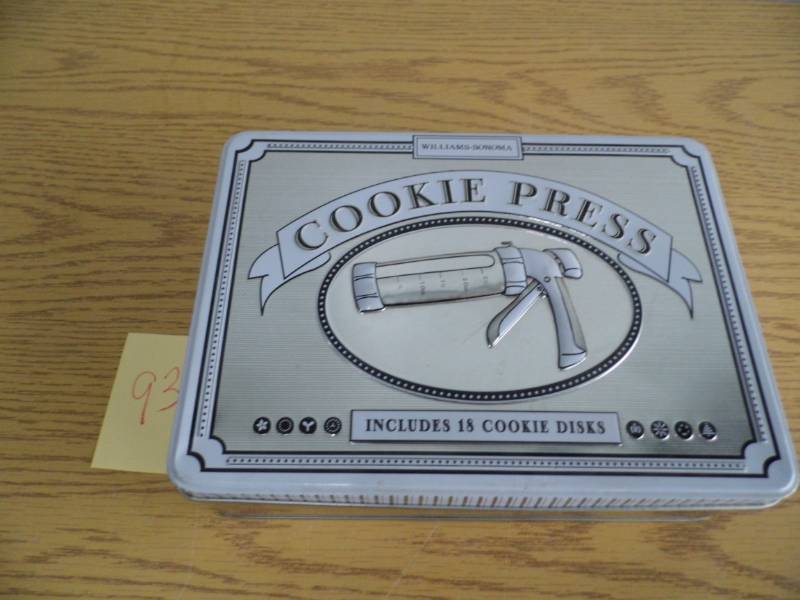 WILLIAMS-SONOMA
COOKIE PRESS
INCLUDES 18 COOKIE DISKS
93